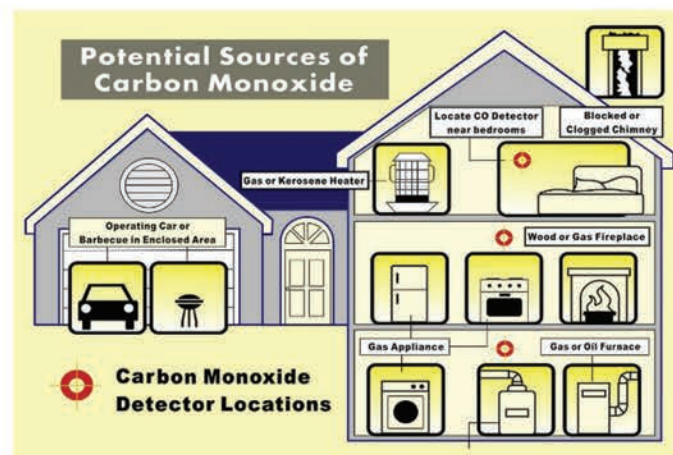 Potential Sources of
Carbon Monoxide
Locate CO Detector
near bedrooms
Blocked or
Clogged Chimney
Gas or Kerosene Heater
Operating Car or
Barbecue in Enclosed Area
Wood or Gas Fireplace
Gas Appliance
Gas or Oil Furnace
Carbon Monoxide
Detector Locations